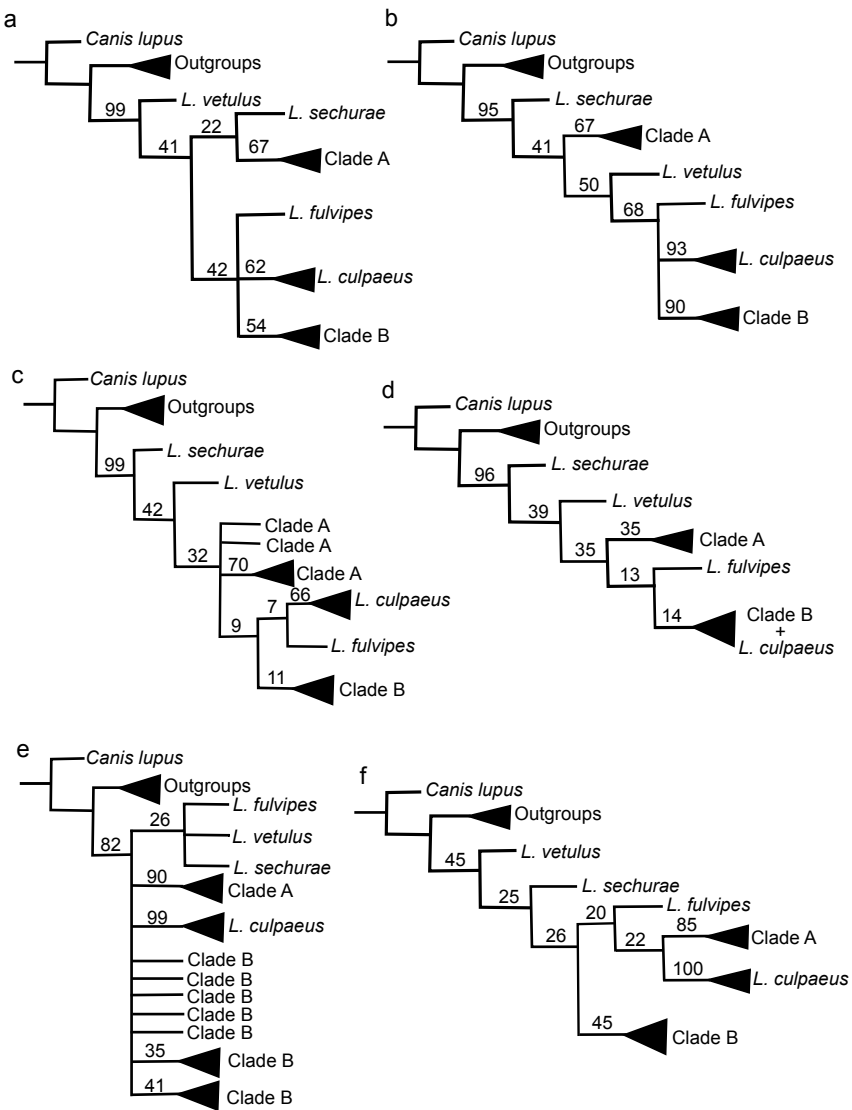 a
Canis lupus
Outgroups
99
L. vetulus
41
22
L. sechurae
67
Clade A
L. fulvipes
42
62
L. culpaeus
54
Clade B
b
Canis lupus
Outgroups
95
L. sechurae
41
67
Clade A
50
L. vetulus
68
L. fulvipes
93
L. culpaeus
90
Clade B
c
Canis lupus
Outgroups
99
L. sechurae
42
L. vetulus
32
Clade A
Clade A
70
Clade A
9
7
66
L. culpaeus
L. fulvipes
11
Clade B
d
Canis lupus
Outgroups
96
L. sechurae
39
L. vetulus
35
35
Clade A
13
L. fulvipes
14
Clade B
+
L. culpaeus
e
Canis lupus
Outgroups
82
26
L. fulvipes
L. vetulus
L. sechurae
90
Clade A
99
L. culpaeus
Clade B
Clade B
Clade B
Clade B
Clade B
35
Clade B
41
Clade B
f
Canis lupus
Outgroups
45
L. vetulus
25
L. sechurae
26
20
L. fulvipes
22
85
Clade A
100
L. culpaeus
45
Clade B